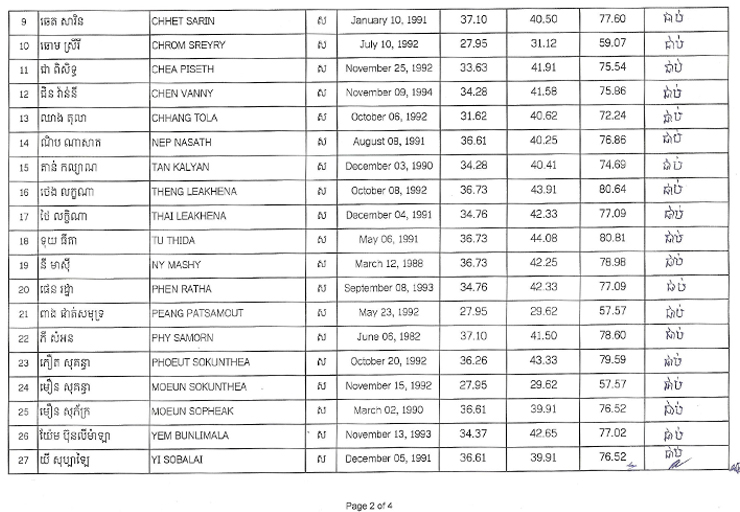 9 ឆេត សារិន CHHET SARIN ស January 10, 1991 37.10 40.50 77.60 ជាប់
10 ឆោម ស្រីរី CHROM SREYRY ស July 10, 1992 27.95 31.12 59.07 ជាប់
11 ជា ពិសិទ្ធ CHEA PISETH ស November 25, 1992 33.63 41.91 75.54 ជាប់
12 ជិន វ៉ាន់នី CHEN VANNY ស November 09, 1994 34.28 41.58 75.86 ជាប់
13 ឈាង តុលា CHHANG TOLA ស October 06, 1992 31.62 40.62 72.24 ជាប់
14 ណិប ណាសាត NEP NASATH ស August 08, 1991 36.61 40.25 76.86 ជាប់
15 តាន់ កល្យាណ TAN KALYAN ស December 03, 1990 34.28 40.41 74.69 ជាប់
16 ថេង លក្ខណា THENG LEAKHENA ស October 08, 1992 36.73 43.91 80.64 ជាប់
17 ថៃ លក្ខិណា THAI LEAKHENA ស December 04, 1991 34.76 42.33 77.09 ជាប់
18 ទុយ ធីតា TU THIDA ស May 06, 1991 36.73 44.08 80.81 ជាប់
19 នី ម៉ាស៊ី NY MASHY ស March 12, 1988 36.73 42.25 78.98 ជាប់
20 ផេន រដ្ឋា PHEN RATHA ស September 08, 1993 34.76 42.33 77.09 ជាប់
21 ពាង ផាត់សមុទ្រ PEANG PATSAMOUT ស May 23, 1992 27.95 29.62 57.57 ជាប់
22 ភី សំអន PHY SAMORN ស June 06, 1982 37.10 41.50 78.60 ជាប់
23 ភឿត សុគន្ធា PHOEUT SOKUNTHEA ស October 20, 1992 36.26 43.33 79.59 ជាប់
24 មឿន សុគន្ធា MOEUN SOKUNTHEA ស November 15, 1992 27.95 29.62 57.57 ជាប់
25 មឿន សុភ័ក្រ MOEUN SOPHEAK ស March 02, 1990 36.61 39.91 76.52 ជាប់
26 យ៉ែម ប៊ុនលីម៉ាឡា YEM BUNLIMALA ស November 13, 1993 34.37 42.65 77.02 ជាប់
27 យី សុប្បាឡៃ YI SOBALAI ស December 05, 1991 36.61 39.91 76.52 ជាប់
Page 2 of 4